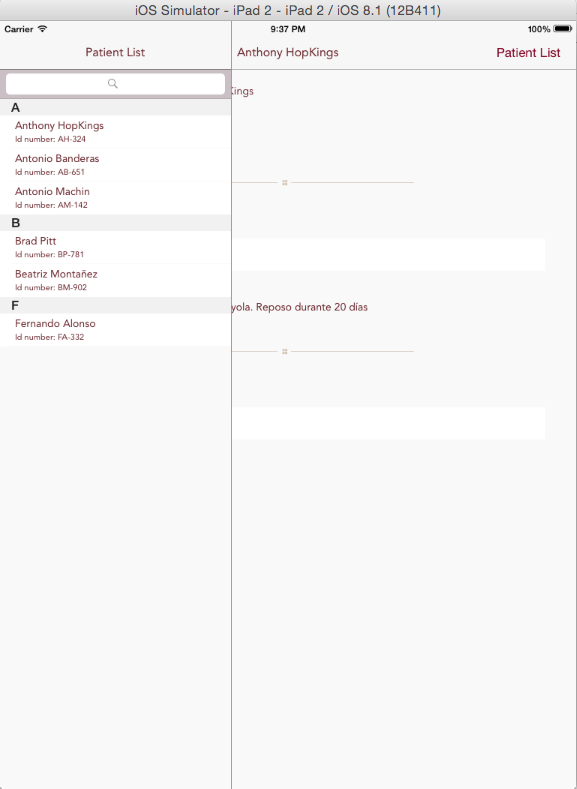 iOS Simulator - iPad 2 - iPad 2 / iOS 8.1 (12B411)
Carrier 9:37 PM 100%
Patient List
Anthony HopKings
Patient List
A
Anthony HopKings
Id number: AH-324
Antonio Banderas
Id number: AB-651
Antonio Machin
Id number: AM-142
B
Brad Pitt
Id number: BP-781
Beatriz Montañez
Id number: BM-902
F
Fernando Alonso
Id number: FA-332
Kings
yola. Reposo durante 20 días